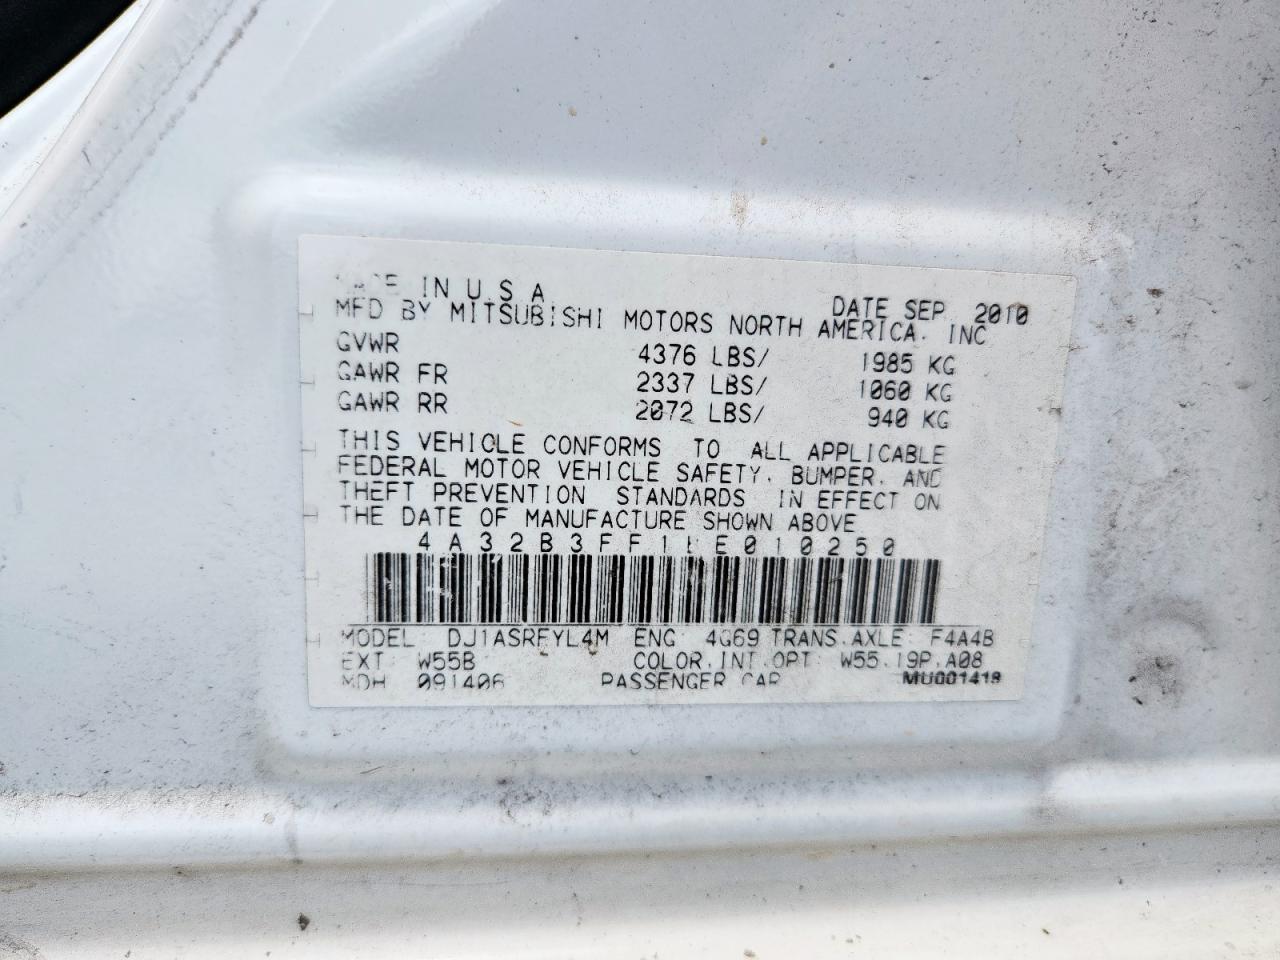 MADE IN U.S.A
DATE SEP 2010
MFD BY MITSUBISHI MOTORS NORTH AMERICA. INC
GVWR 4376 LBS/ 1985 KG
GAWR FR 2337 LBS/ 1060 KG
GAWR RR 2072 LBS/ 940 KG
THIS VEHICLE CONFORMS TO ALL APPLICABLE
FEDERAL MOTOR VEHICLE SAFETY, BUMPER, AND
THEFT PREVENTION STANDARDS IN EFFECT ON
THE DATE OF MANUFACTURE SHOWN ABOVE
4A32B3FF1BE010250
MODEL: DJ1ASRFYL4M ENG: 4G69 TRANS.AXLE: F4A4B
EXT: W55B COLOR.INT.OPT: W55.19P.A08
MDH 091406 PASSENGER CAR MU001418